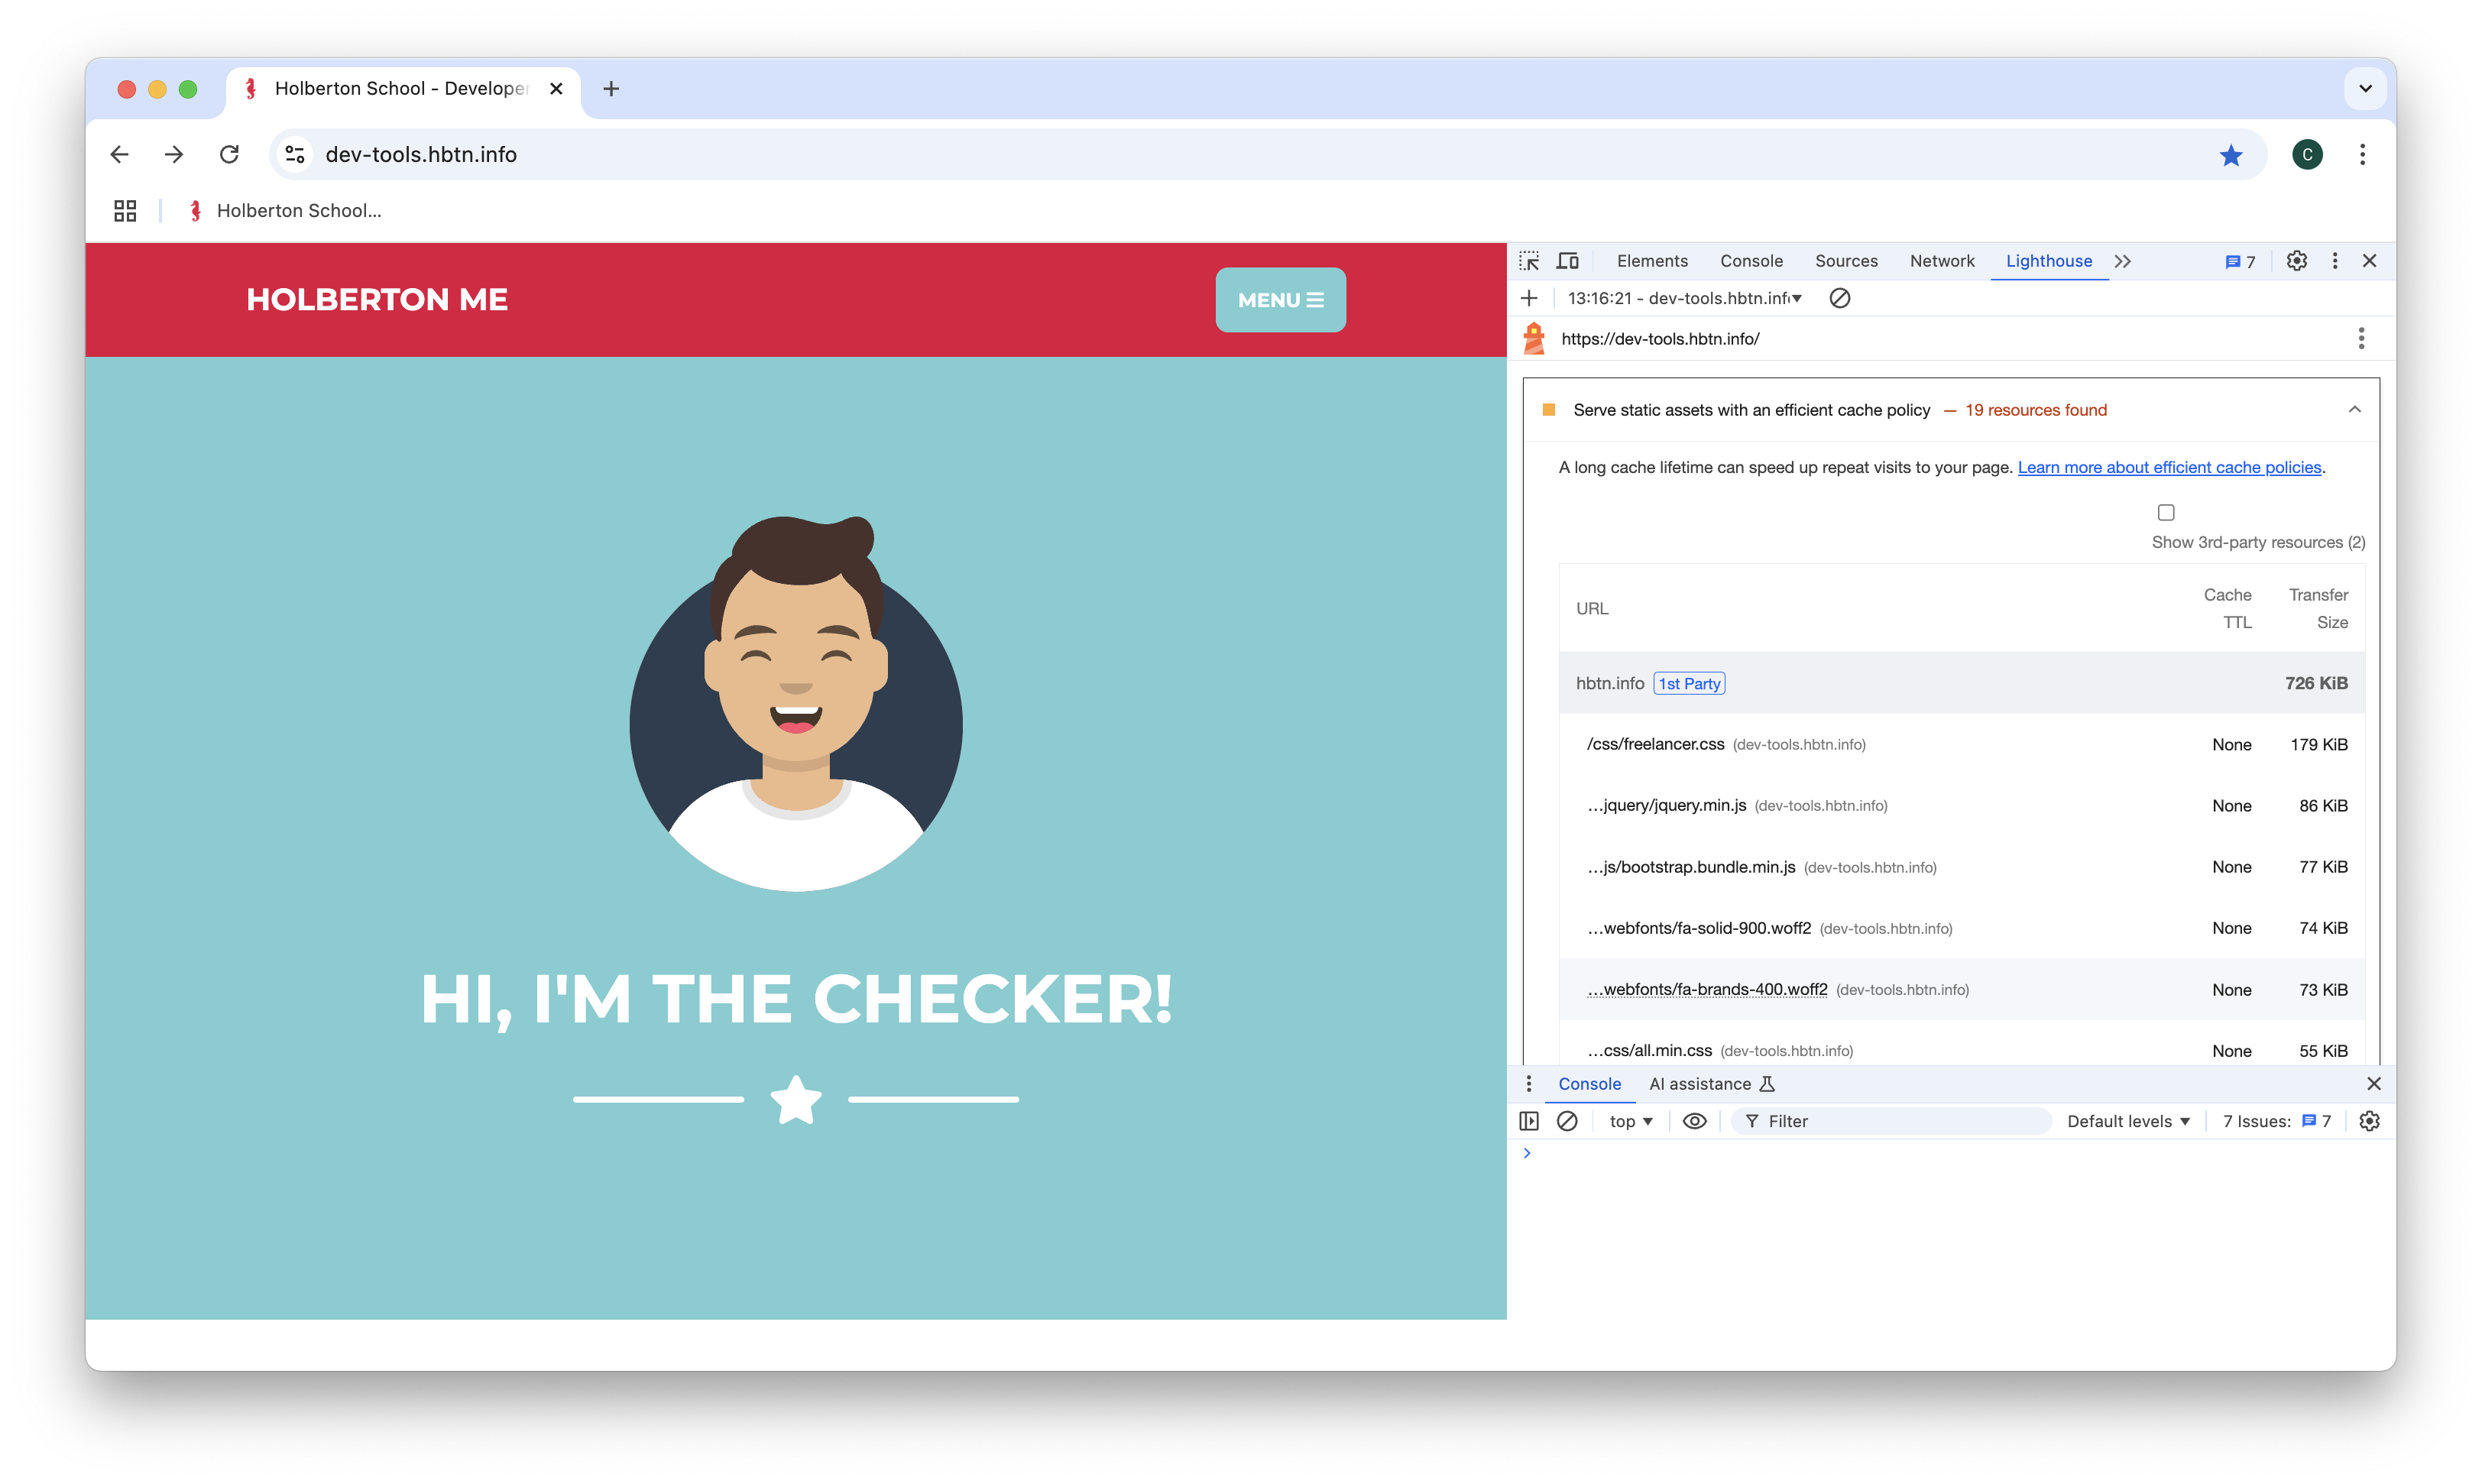 Holberton School - Developer
dev-tools.hbtn.info
C
Holberton School...
HOLBERTON ME
MENU
HI, I'M THE CHECKER!
Elements Console Sources Network Lighthouse 7
13:16:21 - dev-tools.hbtn.inf
https://dev-tools.hbtn.info/
Serve static assets with an efficient cache policy — 19 resources found
A long cache lifetime can speed up repeat visits to your page. Learn more about efficient cache policies.
Show 3rd-party resources (2)
URL Cache TTL Transfer Size
hbtn.info 1st Party 726 KiB
/css/freelancer.css (dev-tools.hbtn.info) None 179 KiB
…jquery/jquery.min.js (dev-tools.hbtn.info) None 86 KiB
…js/bootstrap.bundle.min.js (dev-tools.hbtn.info) None 77 KiB
…webfonts/fa-solid-900.woff2 (dev-tools.hbtn.info) None 74 KiB
…webfonts/fa-brands-400.woff2 (dev-tools.hbtn.info) None 73 KiB
…css/all.min.css (dev-tools.hbtn.info) None 55 KiB
Console AI assistance
top Filter Default levels 7 Issues: 7